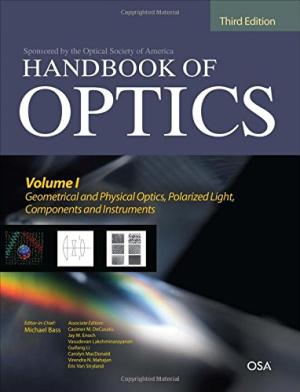 Third Edition
Sponsored by the Optical Society of America
HANDBOOK OF
OPTICS
Volume I
Geometrical and Physical Optics, Polarized Light,
Components and Instruments
Editor-in-Chief:
Michael Bass
Associate Editors:
Casimer M. DeCusatis
Jay M. Enoch
Vasudevan Lakshminarayanan
Guifang Li
Carolyn MacDonald
Virendra N. Mahajan
Eric Van Stryland
OSA